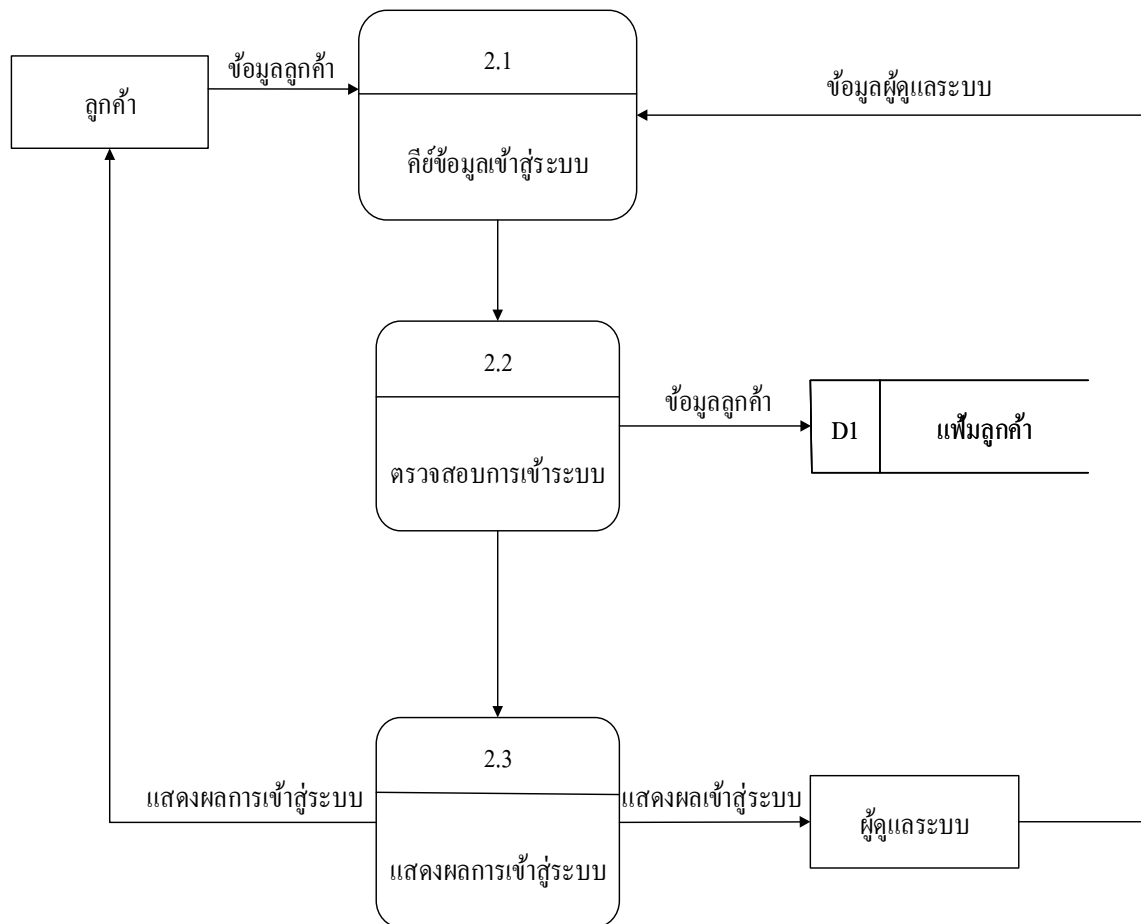 2.1
ข้อมูลลูกค้า
ข้อมูลผู้ดูแลระบบ
ลูกค้า
คีย์ข้อมูลเข้าสู่ระบบ
2.2
ข้อมูลลูกค้า
D1
แฟ้มลูกค้า
ตรวจสอบการเข้าระบบ
2.3
แสดงผลการเข้าสู่ระบบ
แสดงผลเข้าสู่ระบบ
ผู้ดูแลระบบ
แสดงผลการเข้าสู่ระบบ